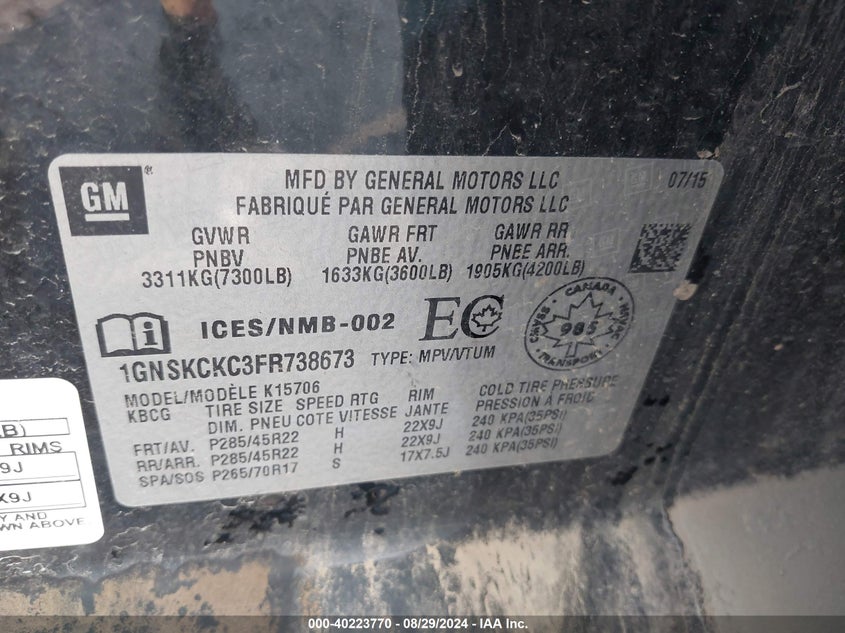 GM
MFD BY GENERAL MOTORS LLC
07/15
FABRIQUÉ PAR GENERAL MOTORS LLC
GVWR GAWR FRT GAWR RR
PNBV PNBE AV. PNEE ARR.
3311KG(7300LB) 1633KG(3600LB) 1905KG(4200LB)
ICES/NMB-002 EC
CANADA
985
TRANSPORT
1GNSKCKC3FR738673 TYPE: MPV/VTUM
MODEL/MODÈLE K15706
KBCG TIRE SIZE SPEED RTG RIM COLD TIRE PRESSURE
DIM. PNEU COTE VITESSE JANTE PRESSION À FROID
FRT/AV. P285/45R22 H 22X9J 240 KPA(35PSI)
RR/ARR. P285/45R22 H 22X9J 240 KPA(35PSI)
SPA/SOS P265/70R17 S 17X7.5J 240 KPA(35PSI)
LB)
RIMS
9J
X9J
Y AND
WN ABOVE
000-40223770 - 08/29/2024 - IAA Inc.